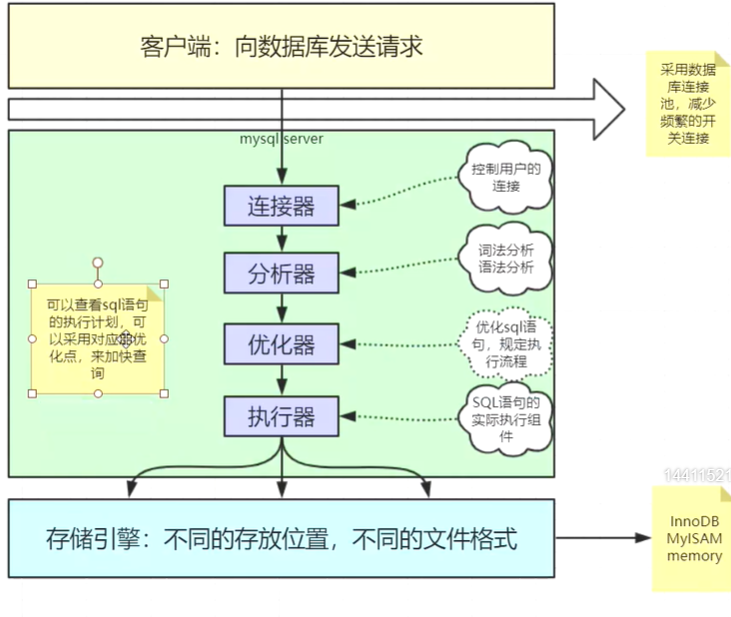 客户端：向数据库发送请求
采用数据
库连接
池，减少
频繁的开
关连接
mysql server
控制用户的
连接
连接器
词法分析
语法分析
分析器
可以查看sql语句
的执行计划，可
以采用对应
优
化点，来加快查
询
优化sql语
句，规定执
行流程
优化器
SQL语句的
实际执行组
件
执行器
14411521
存储引擎：不同的存放位置，不同的文件格式
InnoDB
MyISAM
memory